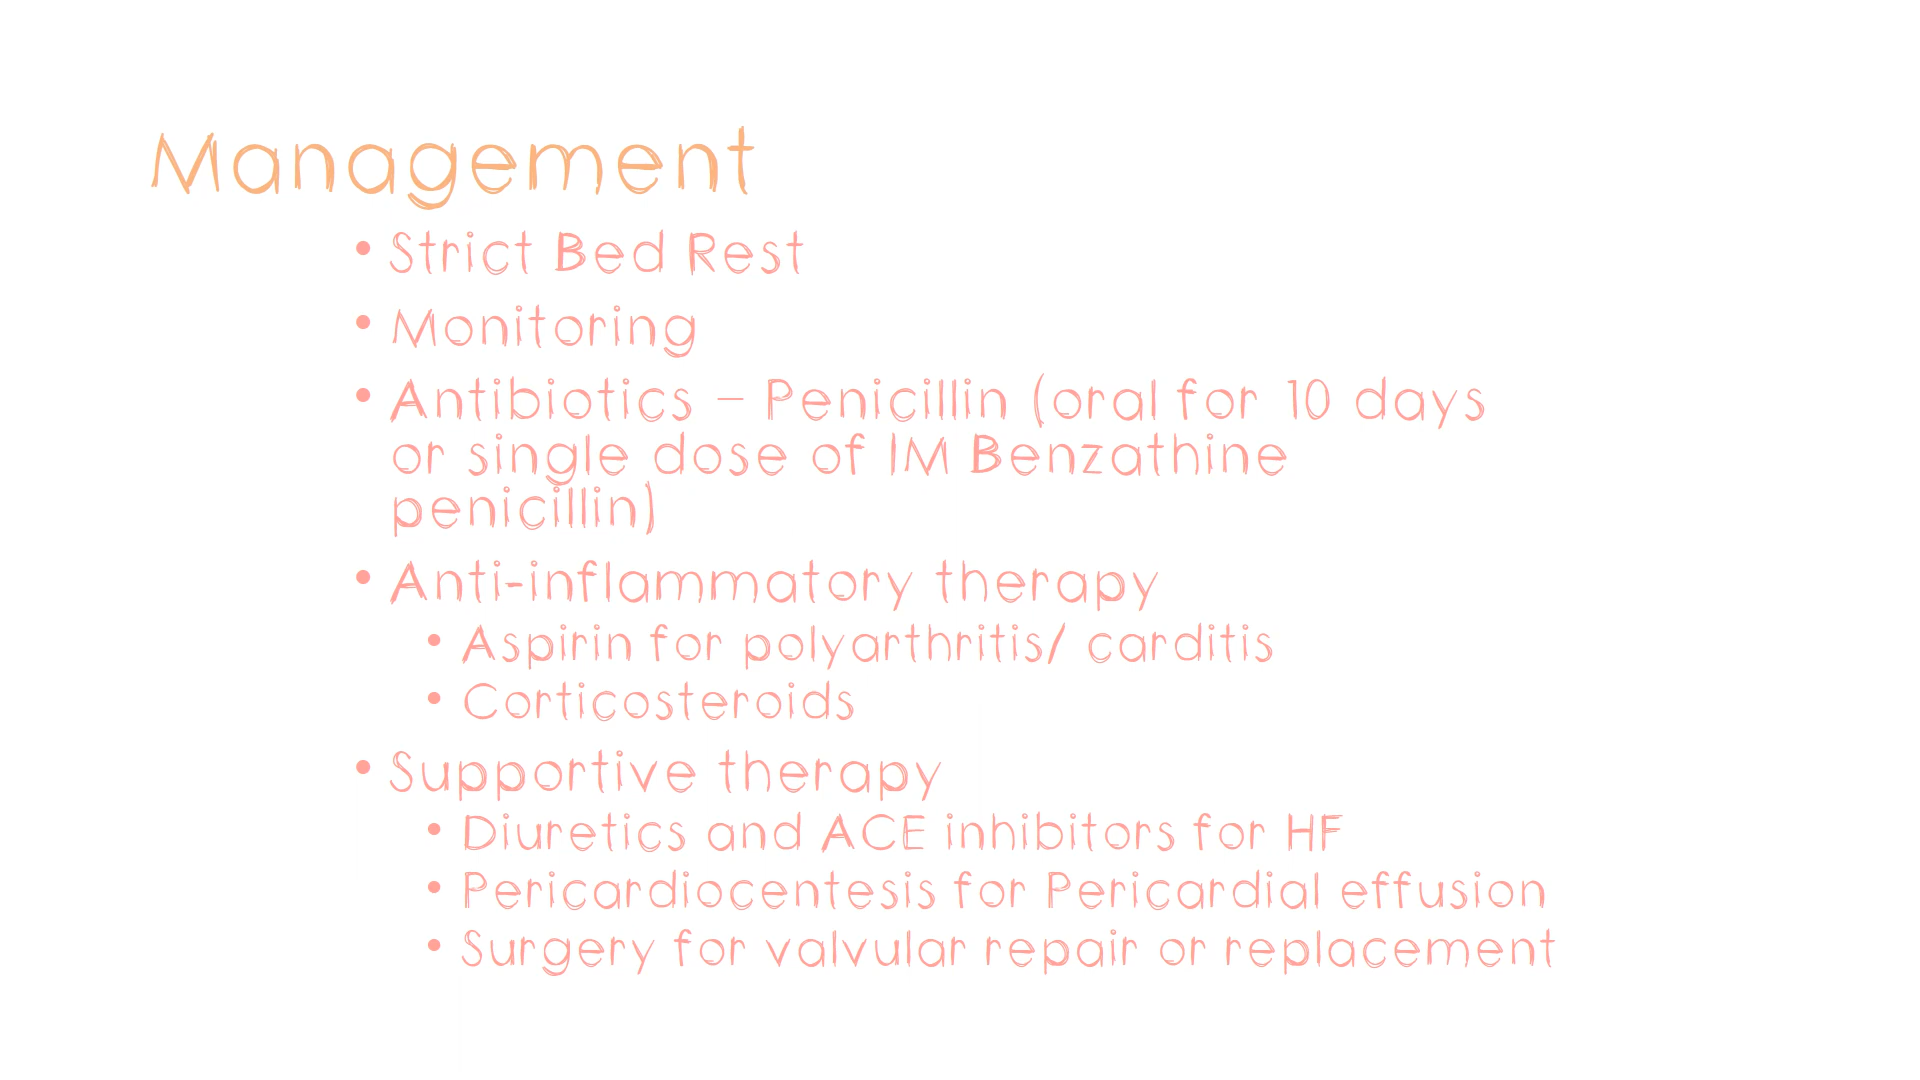 Management
• Strict Bed Rest
• Monitoring
• Antibiotics – Penicillin (oral for 10 days
or single dose of IM Benzathine
penicillin)
• Anti-inflammatory therapy
• Aspirin for polyarthritis/ carditis
• Corticosteroids
• Supportive therapy
• Diuretics and ACE inhibitors for HF
• Pericardiocentesis for Pericardial effusion
• Surgery for valvular repair or replacement